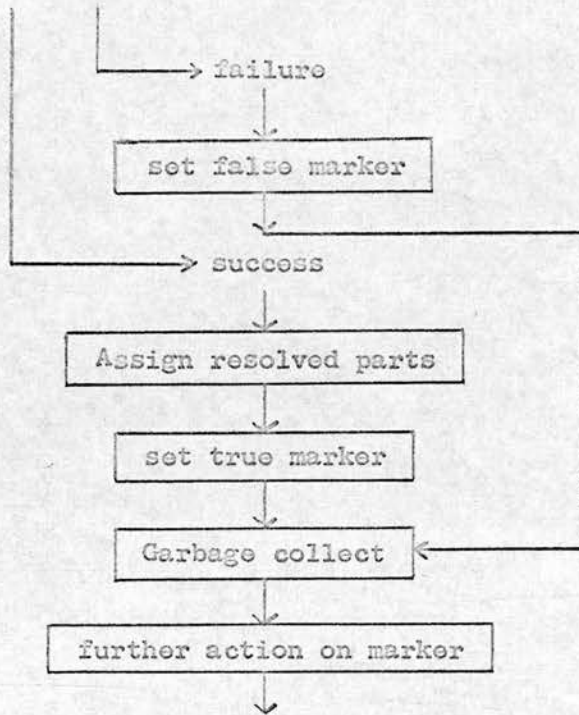 failure
set false marker
success
Assign resolved parts
set true marker
Garbage collect
further action on marker